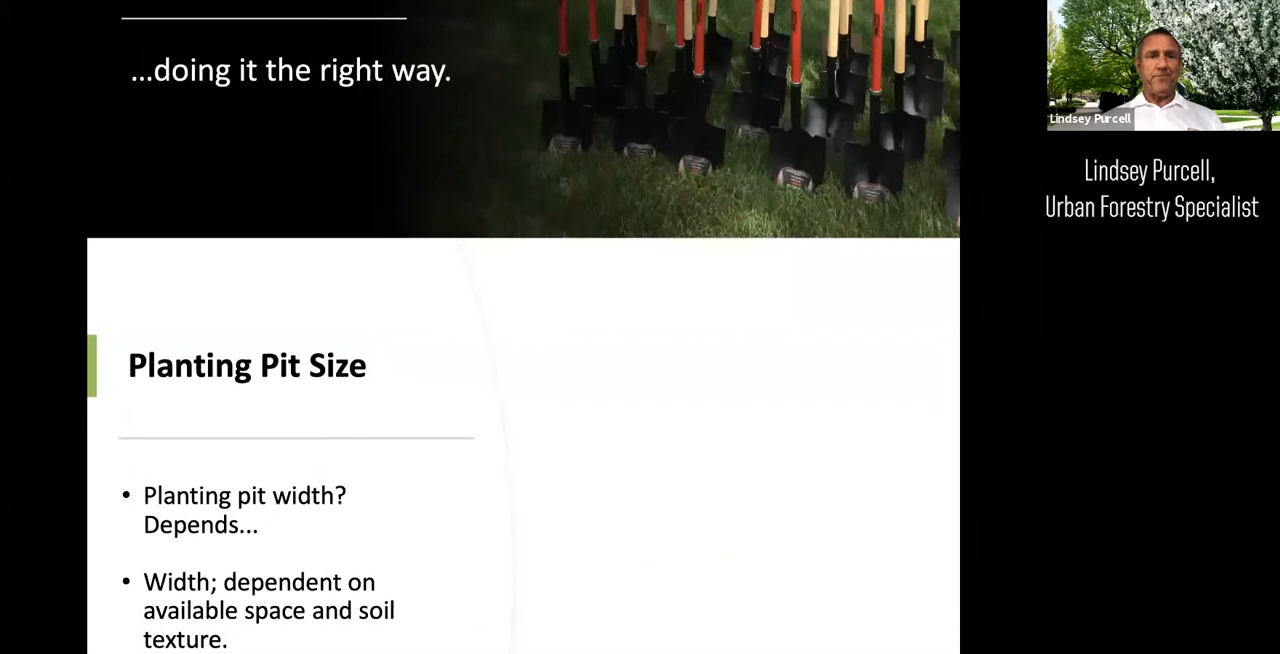 ...doing it the right way.
Lindsey Purcell
Lindsey Purcell,
Urban Forestry Specialist
Planting Pit Size
• Planting pit width?
Depends...
• Width; dependent on
available space and soil
texture.